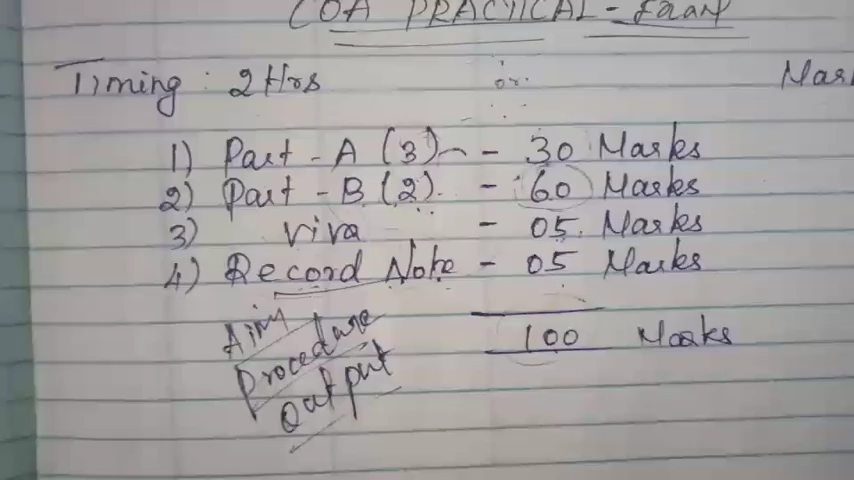 COA PRACTICAL - Exam
Timing : 2 Hrs
1) Part - A (3) - 30 Marks
2) Part - B (2) - 60 Marks
3) viva - 05 Marks
4) Record Note - 05 Marks
100 Marks
Aim
Procedure
Output